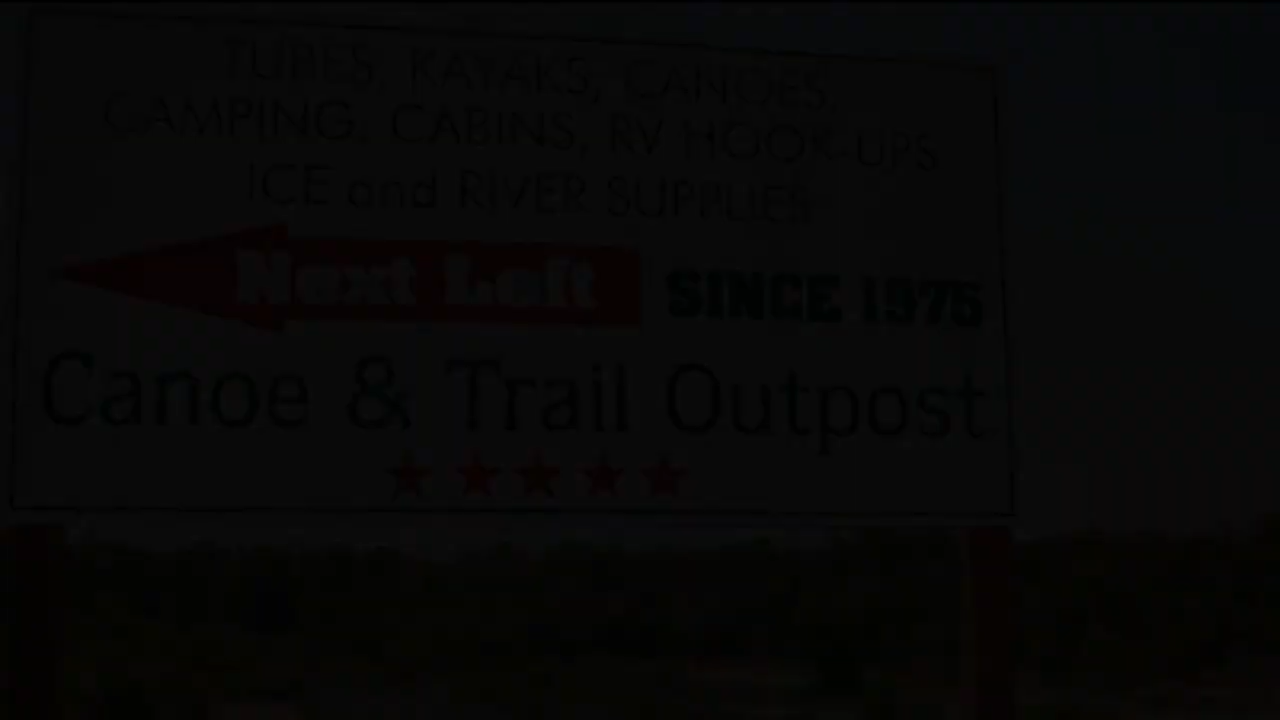 TUBES, KAYAKS, CANOES,
CAMPING, CABINS, RV HOOK-UPS
ICE and RIVER SUPPLIES
Next Left
SINCE 1976
Canoe & Trail Outpost